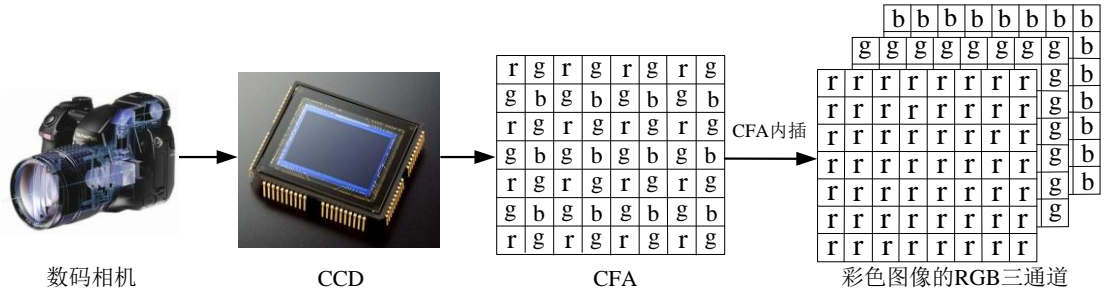 r g r g r g r g
g b g b g b g b
r g r g r g r g
g b g b g b g b
r g r g r g r g
g b g b g b g b
r g r g r g r g
CFA内插
b b b b b b b b
b
b
b
b
b
b
g g g g g g g g
g
g
g
g
g
g
r r r r r r r r
r r r r r r r r
r r r r r r r r
r r r r r r r r
r r r r r r r r
r r r r r r r r
r r r r r r r r
数码相机
CCD
CFA
彩色图像的RGB三通道